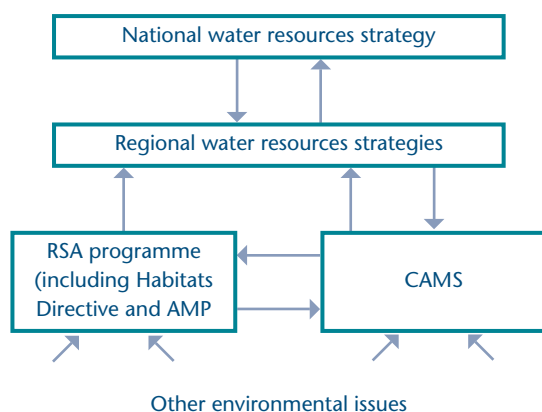 National water resources strategy
Regional water resources strategies
RSA programme
(including Habitats
Directive and AMP
CAMS
Other environmental issues